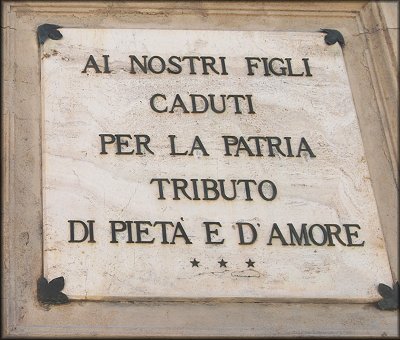 AI NOSTRI FIGLI
CADUTI
PER LA PATRIA
TRIBUTO
DI PIETÀ E D'AMORE
★ ★ ★